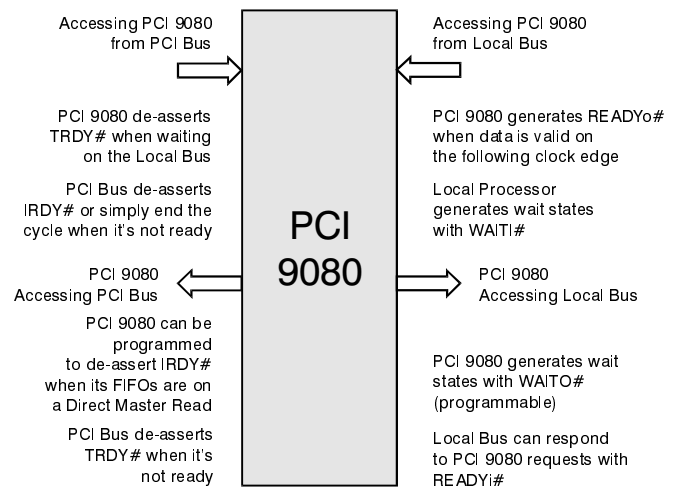 Accessing PCI 9080
from PCI Bus
PCI 9080 de-asserts
TRDY# when waiting
on the Local Bus
PCI Bus de-asserts
IRDY# or simply end the
cycle when it's not ready
PCI 9080
Accessing PCI Bus
PCI 9080 can be
programmed
to de-assert IRDY#
when its FIFOs are on
a Direct Master Read
PCI Bus de-asserts
TRDY# when it's
not ready
PCI
9080
Accessing PCI 9080
from Local Bus
PCI 9080 generates READYo#
when data is valid on
the following clock edge
Local Processor
generates wait states
with WAITI#
PCI 9080
Accessing Local Bus
PCI 9080 generates wait
states with WAITO#
(programmable)
Local Bus can respond
to PCI 9080 requests with
READYi#